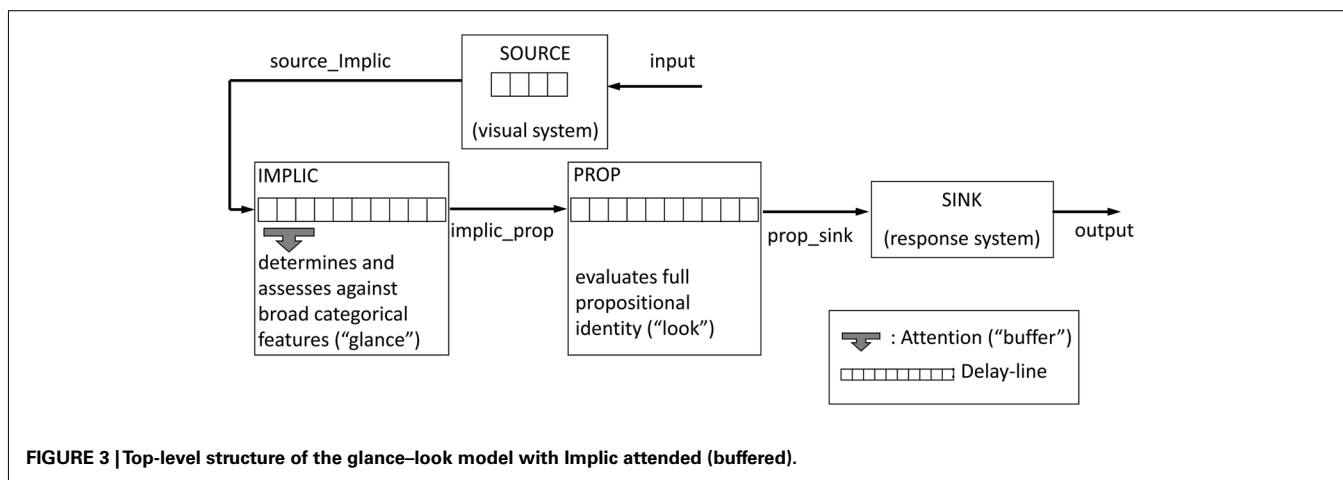 source_Implic
SOURCE
input
(visual system)
IMPLIC
determines and
assesses against
broad categorical
features (“glance”)
implic_prop
PROP
evaluates full
propositional
identity (“look”)
prop_sink
SINK
(response system)
output
: Attention (“buffer”)
Delay-line
FIGURE 3 | Top-level structure of the glance–look model with Implic attended (buffered).